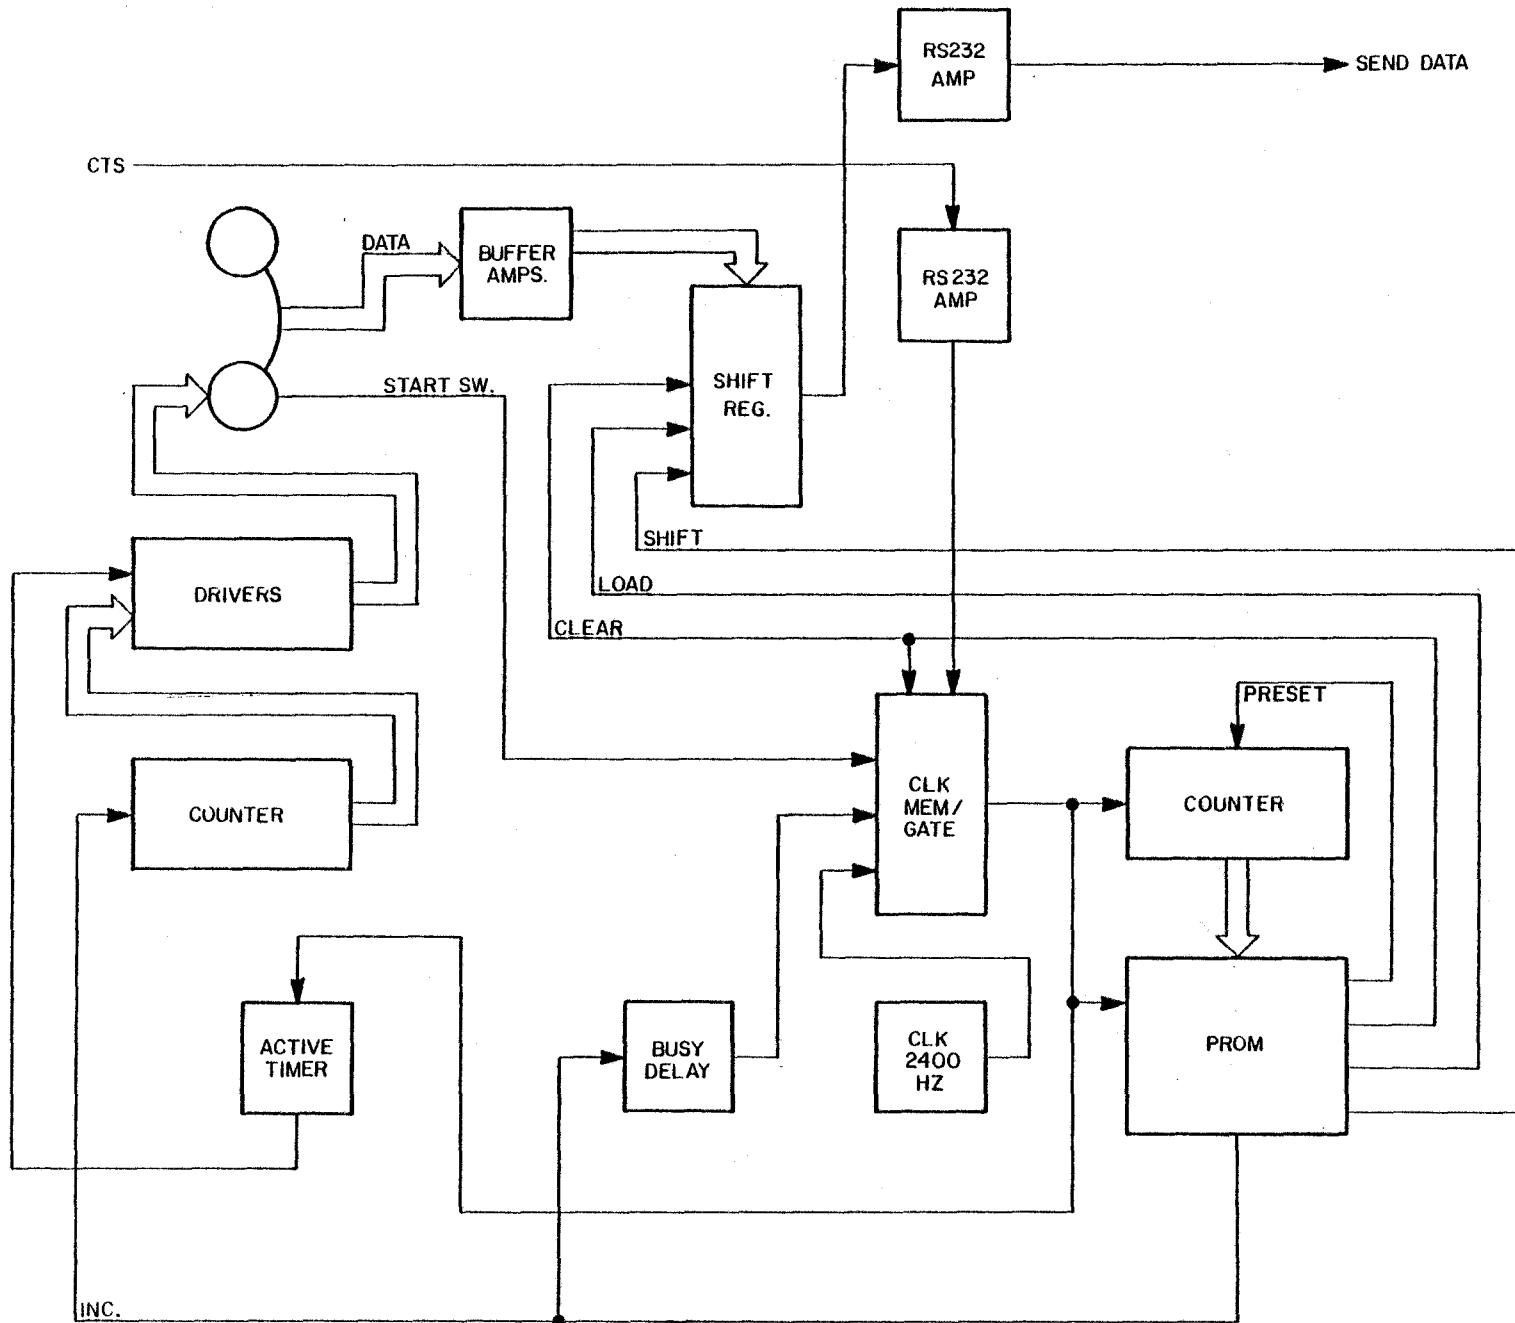 RS232
AMP
SEND DATA
CTS
DATA
BUFFER
AMPS.
RS232
AMP
START SW.
SHIFT
REG.
SHIFT
DRIVERS
LOAD
CLEAR
PRESET
COUNTER
CLK
MEM/
GATE
COUNTER
ACTIVE
TIMER
BUSY
DELAY
CLK
2400
HZ
PROM
INC.